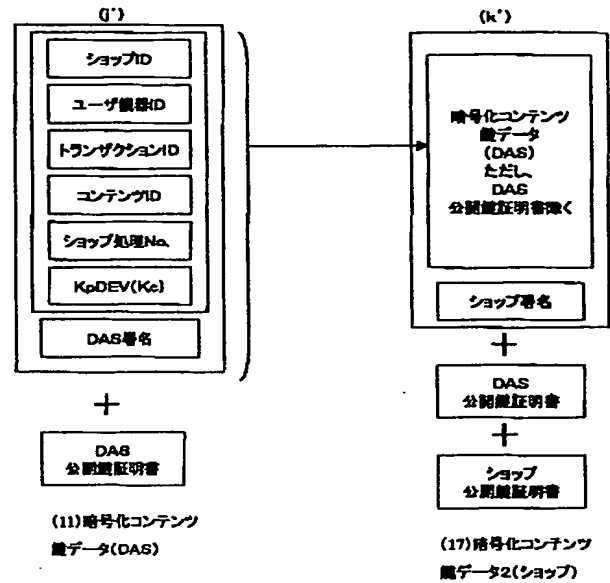 (j')
ショップID
ユーザ機器ID
トランザクションID
コンテンツID
ショップ処理No.
KpDEV(Kc)
DAS署名
+
DAS
公開鍵証明書
(11)暗号化コンテンツ
鍵データ(DAS)
(k')
暗号化コンテンツ
鍵データ
(DAS)
ただし、
DAS
公開鍵証明書除く
ショップ署名
+
DAS
公開鍵証明書
+
ショップ
公開鍵証明書
(17)暗号化コンテンツ
鍵データ2(ショップ)